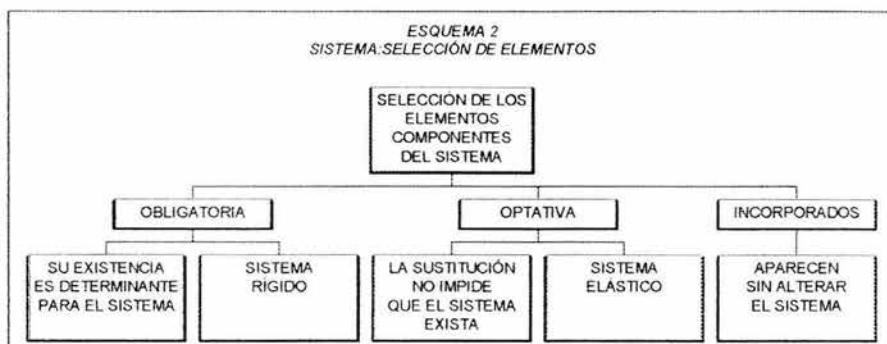 ESQUEMA 2
SISTEMA:SELECCIÓN DE ELEMENTOS
SELECCIÓN DE LOS
ELEMENTOS
COMPONENTES
DEL SISTEMA
OBLIGATORIA
OPTATIVA
INCORPORADOS
SU EXISTENCIA
ES DETERMINANTE
PARA EL SISTEMA
SISTEMA
RÍGIDO
LA SUSTITUCIÓN
NO IMPIDE
QUE EL SISTEMA
EXISTA
SISTEMA
ELÁSTICO
APARECEN
SIN ALTERAR
EL SISTEMA